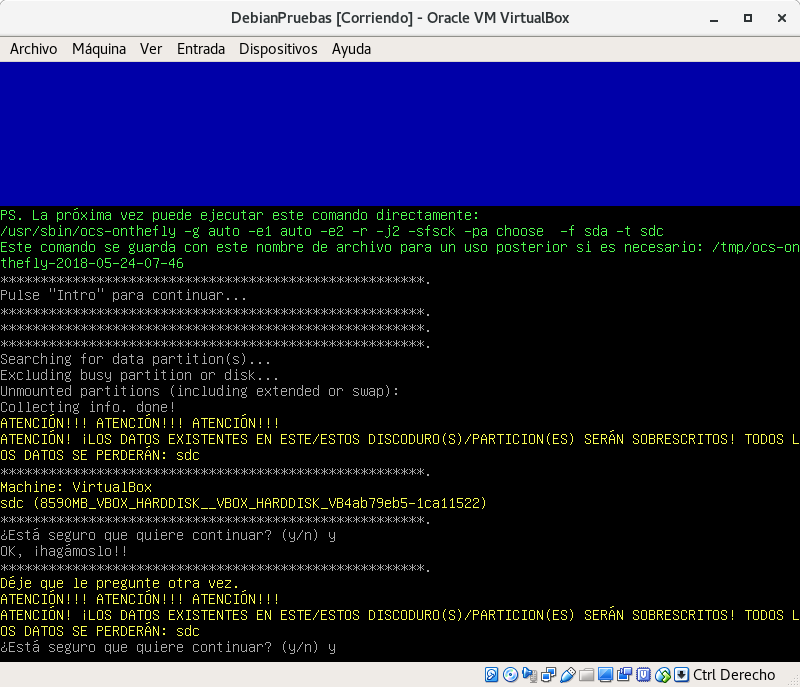 DebianPruebas [Corriendo] - Oracle VM VirtualBox
Archivo Máquina Ver Entrada Dispositivos Ayuda
PS. La próxima vez puede ejecutar este comando directamente:
/usr/sbin/ocs-onthefly -g auto -e1 auto -e2 -r -j2 -sfsck -pa choose  -f sda -t sdc
Este comando se guarda con este nombre de archivo para un uso posterior si es necesario: /tmp/ocs-on
thefly-2018-05-24-07-46
*****************************************************.
Pulse "Intro" para continuar...
*****************************************************.
*****************************************************.
*****************************************************.
Searching for data partition(s)...
Excluding busy partition or disk...
Unmounted partitions (including extended or swap):
Collecting info. done!
ATENCIÓN!!! ATENCIÓN!!! ATENCIÓN!!!
ATENCIÓN! ¡LOS DATOS EXISTENTES EN ESTE/ESTOS DISCODURO(S)/PARTICION(ES) SERÁN SOBRESCRITOS! TODOS L
OS DATOS SE PERDERÁN: sdc
*****************************************************.
Machine: VirtualBox
sdc (8590MB_VBOX_HARDDISK__VBOX_HARDDISK_VB4ab79eb5-1ca11522)
*****************************************************.
¿Está seguro que quiere continuar? (y/n) y
OK, ¡hagámoslo!!
*****************************************************.
Déje que le pregunte otra vez.
ATENCIÓN!!! ATENCIÓN!!! ATENCIÓN!!!
ATENCIÓN! ¡LOS DATOS EXISTENTES EN ESTE/ESTOS DISCODURO(S)/PARTICION(ES) SERÁN SOBRESCRITOS! TODOS L
OS DATOS SE PERDERÁN: sdc
¿Está seguro que quiere continuar? (y/n) y
Ctrl Derecho